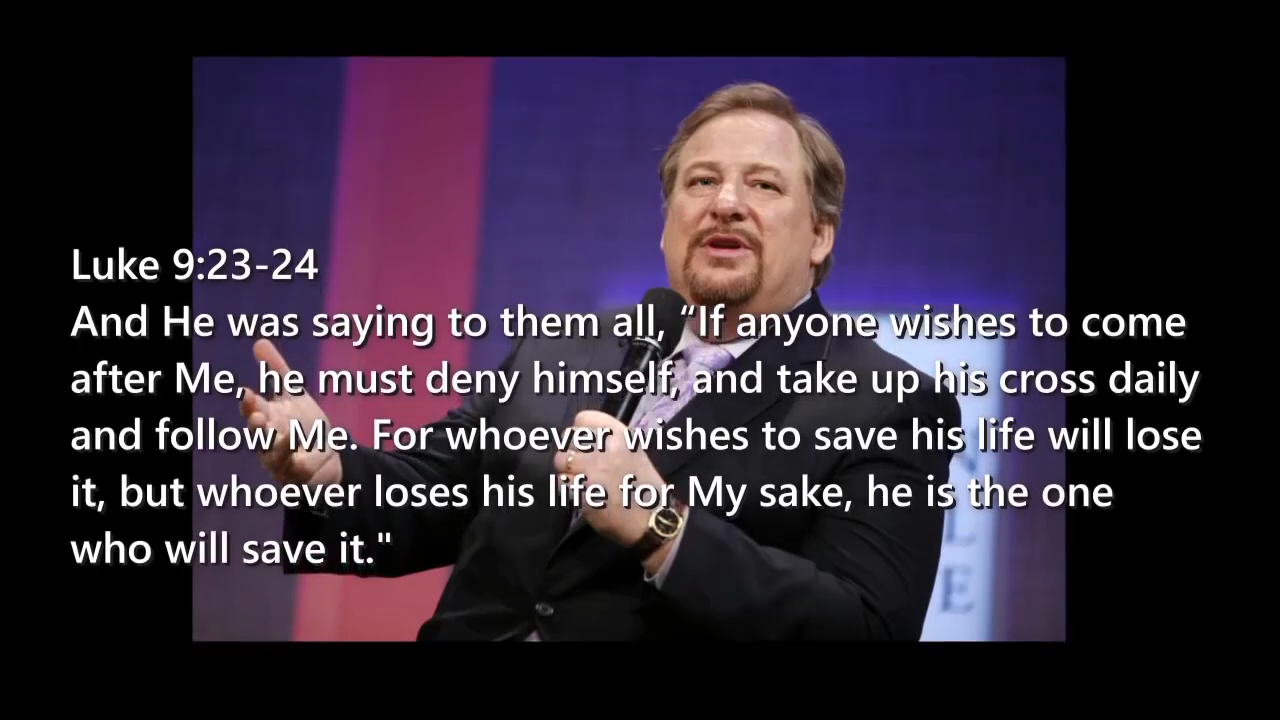 Luke 9:23-24
And He was saying to them all, “If anyone wishes to come
after Me, he must deny himself, and take up his cross daily
and follow Me. For whoever wishes to save his life will lose
it, but whoever loses his life for My sake, he is the one
who will save it."
E